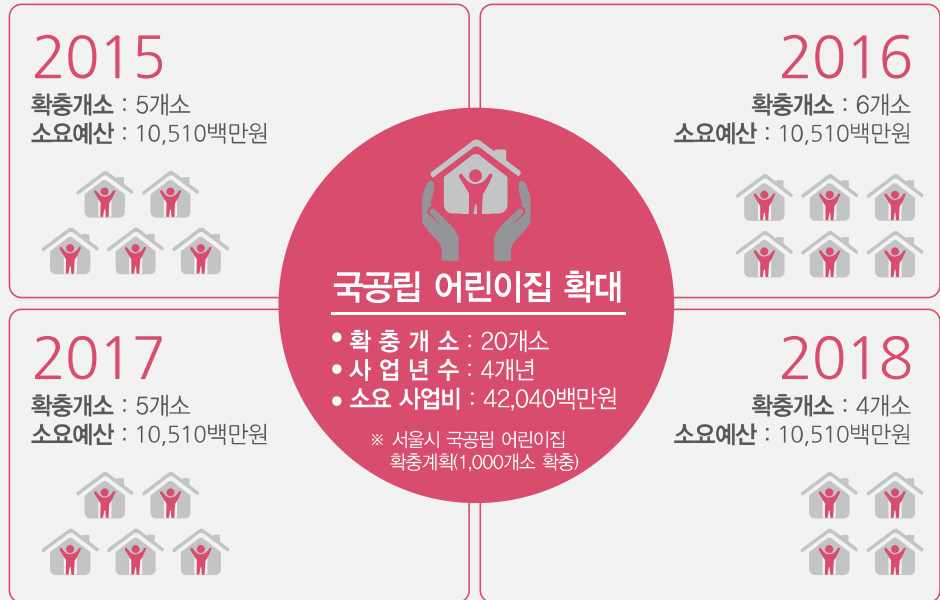 2015
확충개소 : 5개소
소요예산 : 10,510백만원
2016
확충개소 : 6개소
소요예산 : 10,510백만원
국공립 어린이집 확대
• 확 충 개 소 : 20개소
• 사 업 년 수 : 4개년
• 소요 사업비 : 42,040백만원
※ 서울시 국공립 어린이집
확충계획(1,000개소 확충)
2017
확충개소 : 5개소
소요예산 : 10,510백만원
2018
확충개소 : 4개소
소요예산 : 10,510백만원